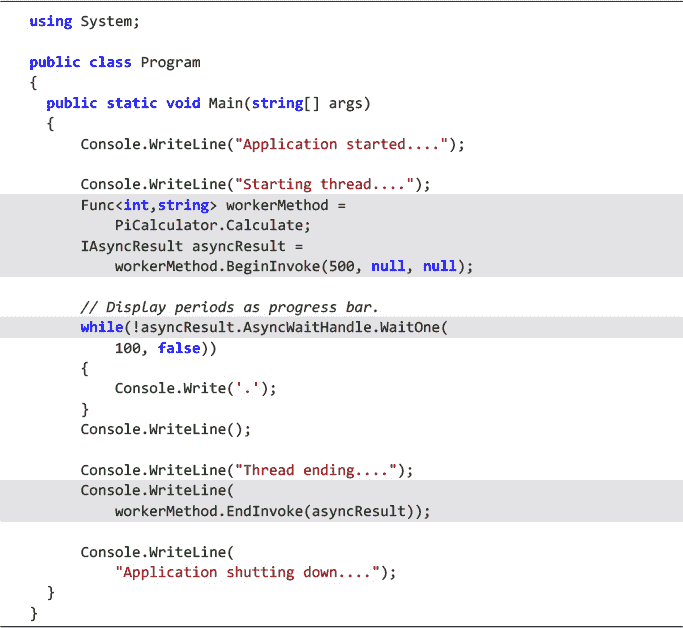 using System;
public class Program
{
public static void Main(string[] args)
{
Console.WriteLine("Application started....");
Console.WriteLine("Starting thread....");
Func<int,string> workerMethod =
PiCalculator.Calculate;
IAsyncResult asyncResult =
workerMethod.BeginInvoke(500, null, null);
// Display periods as progress bar.
while(!asyncResult.AsyncWaitHandle.WaitOne(
100, false))
{
Console.Write('.');
}
Console.WriteLine();
Console.WriteLine("Thread ending....");
Console.WriteLine(
workerMethod.EndInvoke(asyncResult));
Console.WriteLine(
"Application shutting down....");
}
}